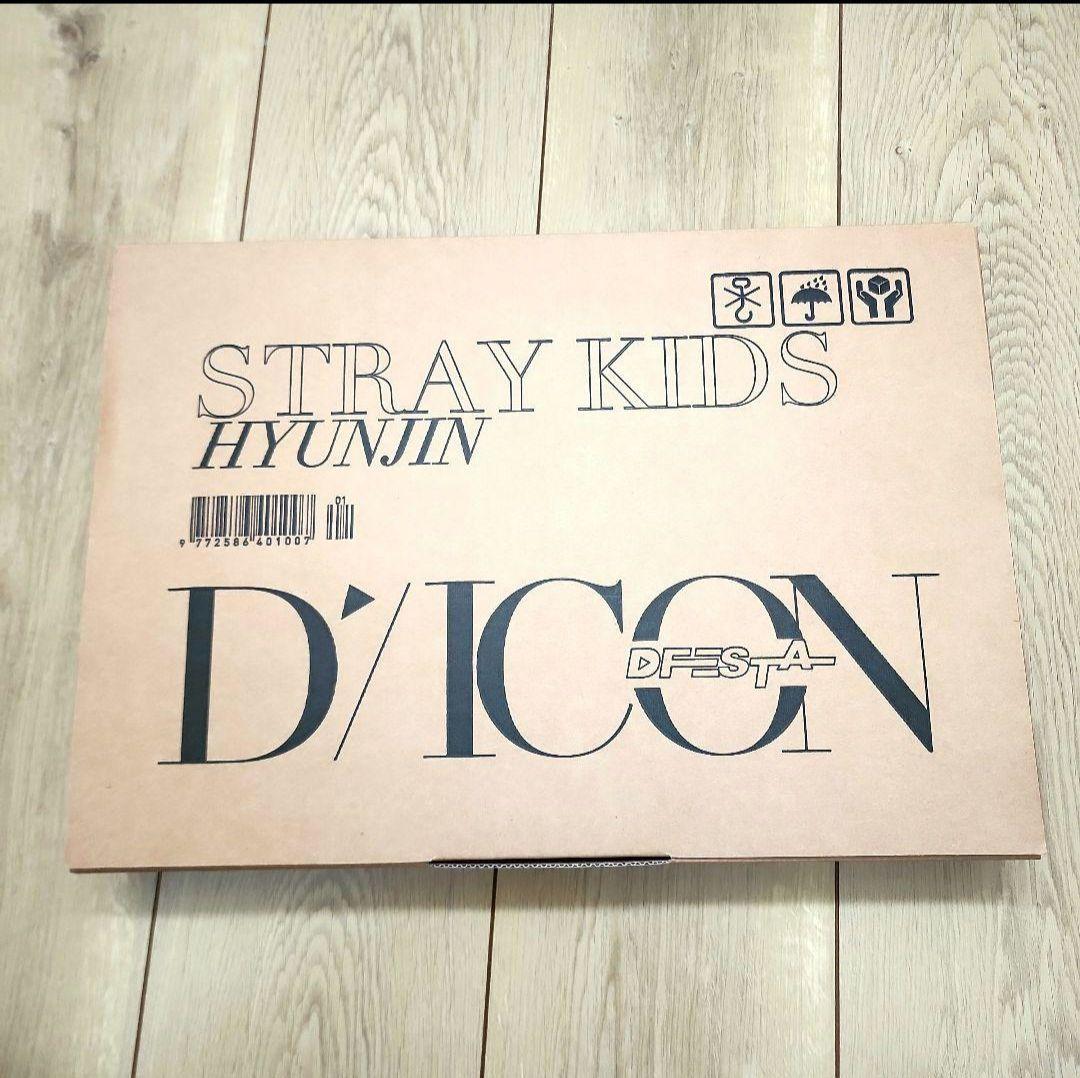 STRAY KIDS
HYUNJIN
01
9 772586 401007
D'/ICON
DFESTA